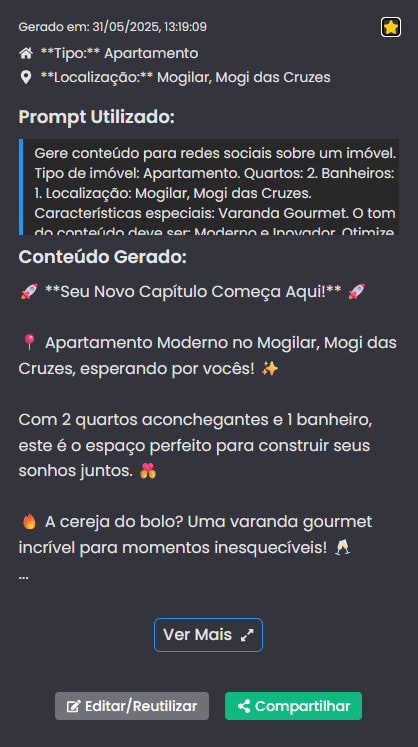 Gerado em: 31/05/2025, 13:19:09
**Tipo:** Apartamento
**Localização:** Mogilar, Mogi das Cruzes
Prompt Utilizado:
Gere conteúdo para redes sociais sobre um imóvel.
Tipo de imóvel: Apartamento. Quartos: 2. Banheiros:
1. Localização: Mogilar, Mogi das Cruzes.
Características especiais: Varanda Gourmet. O tom
do conteúdo deve ser: Moderno e Inovador. Otimize
Conteúdo Gerado:
🚀 **Seu Novo Capítulo Começa Aqui!** 🚀
📍 Apartamento Moderno no Mogilar, Mogi das
Cruzes, esperando por vocês! ✨
Com 2 quartos aconchegantes e 1 banheiro,
este é o espaço perfeito para construir seus
sonhos juntos. 💏
🔥 A cereja do bolo? Uma varanda gourmet
incrível para momentos inesquecíveis! 🥂
...
Ver Mais
Editar/Reutilizar
Compartilhar